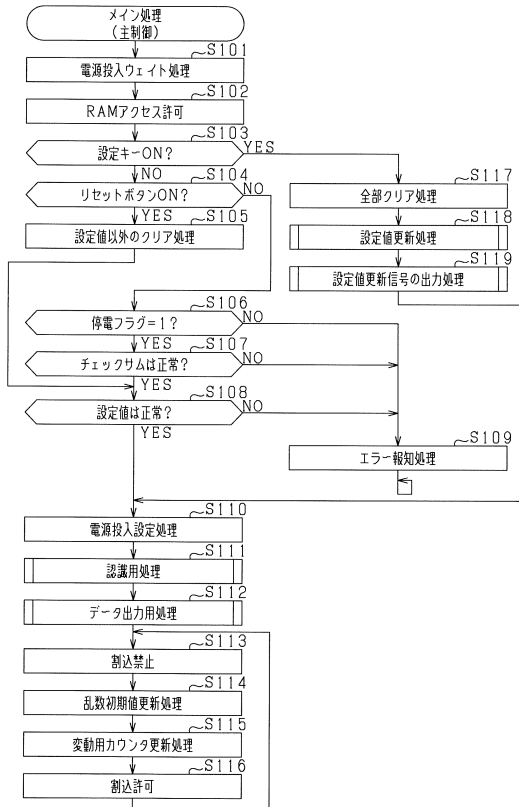 メイン処理
(主制御)
S101
電源投入ウェイト処理
S102
RAMアクセス許可
S103
設定キーON?
YES
NO
S104
リセットボタンON?
NO
YES
S105
設定値以外のクリア処理
S117
全部クリア処理
S118
設定値更新処理
S119
設定値更新信号の出力処理
S106
停電フラグ=1?
NO
YES
S107
チェックサムは正常?
NO
YES
S108
設定値は正常?
NO
YES
S109
エラー報知処理
S110
電源投入設定処理
S111
認識用処理
S112
データ出力用処理
S113
割込禁止
S114
乱数初期値更新処理
S115
変動用カウンタ更新処理
S116
割込許可